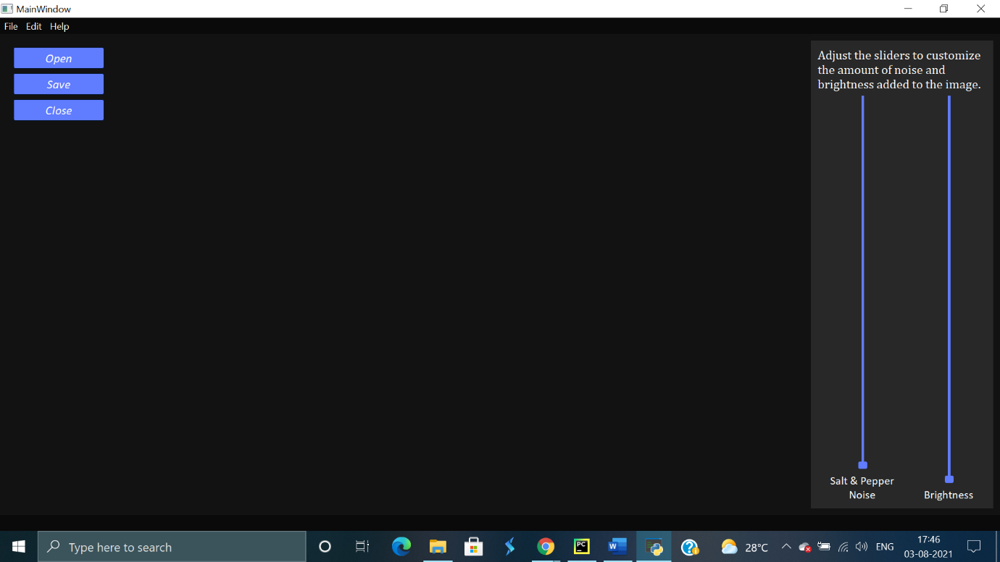 MainWindow
File Edit Help
Open
Save
Close
Adjust the sliders to customize
the amount of noise and
brightness added to the image.
Salt & Pepper
Noise
Brightness
Type here to search
PC
W
28°C
ENG
17:46
03-08-2021